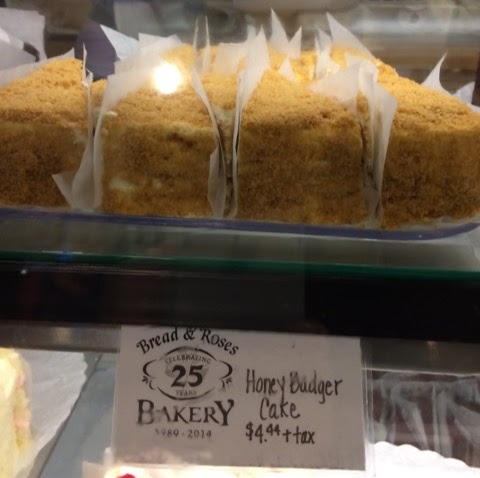 Bread & Roses
CELEBRATING
25
YEARS
BAKERY
1989 - 2014
Honey Badger
Cake
$4.44 + tax